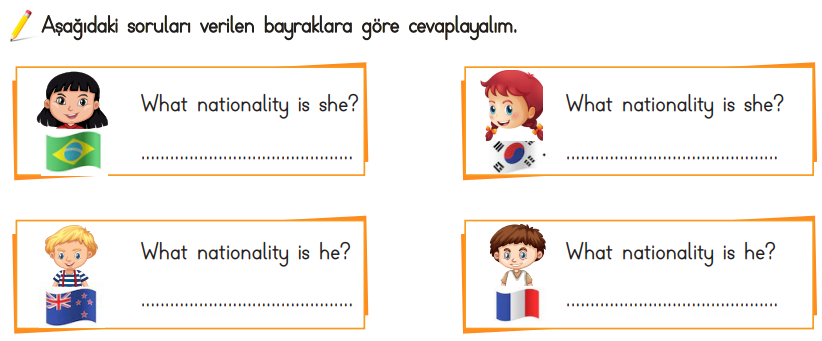 Aşağıdaki soruları verilen bayraklara göre cevaplayalım.
What nationality is she?
.............................................
What nationality is she?
.............................................
What nationality is he?
.............................................
What nationality is he?
.............................................